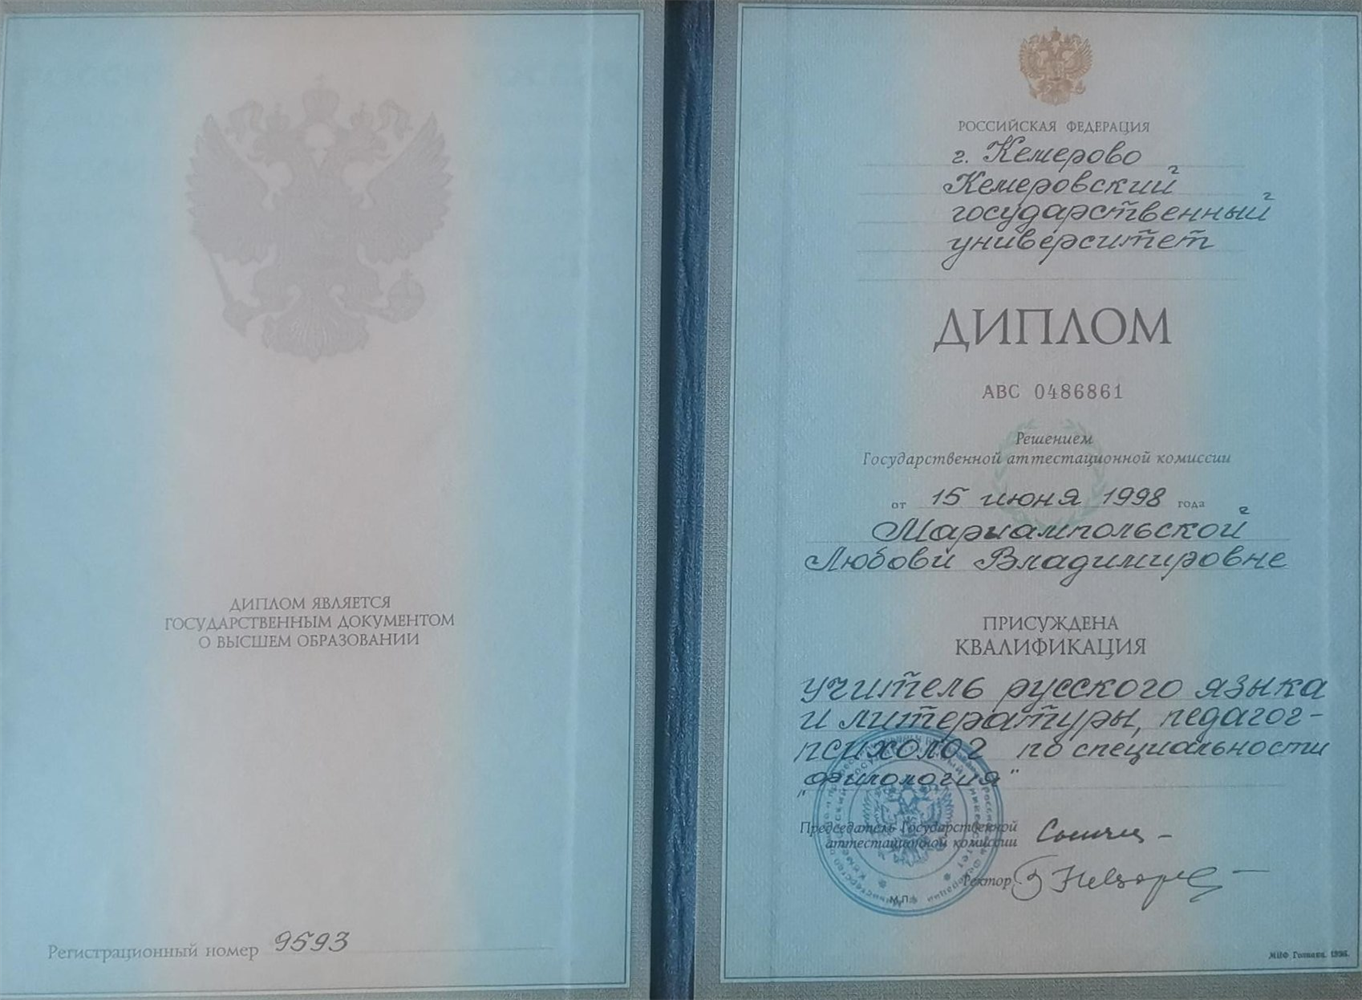 ДИПЛОМ ЯВЛЯЕТСЯ
ГОСУДАРСТВЕННЫМ ДОКУМЕНТОМ
О ВЫСШЕМ ОБРАЗОВАНИИ
Регистрационный номер 9593
РОССИЙСКАЯ ФЕДЕРАЦИЯ
г. Кемерово
Кемеровский
государственный
университет
ДИПЛОМ
АВС 0486861
Решением
Государственной аттестационной комиссии
от 15 июня 1998 года
Мариампольской
Любови Владимировне
ПРИСУЖДЕНА
КВАЛИФИКАЦИЯ
учитель русского языка
и литературы, педагог-
психолог по специальности
"Филология"
Председатель Государственной
аттестационной комиссии
Ректор
М.П.